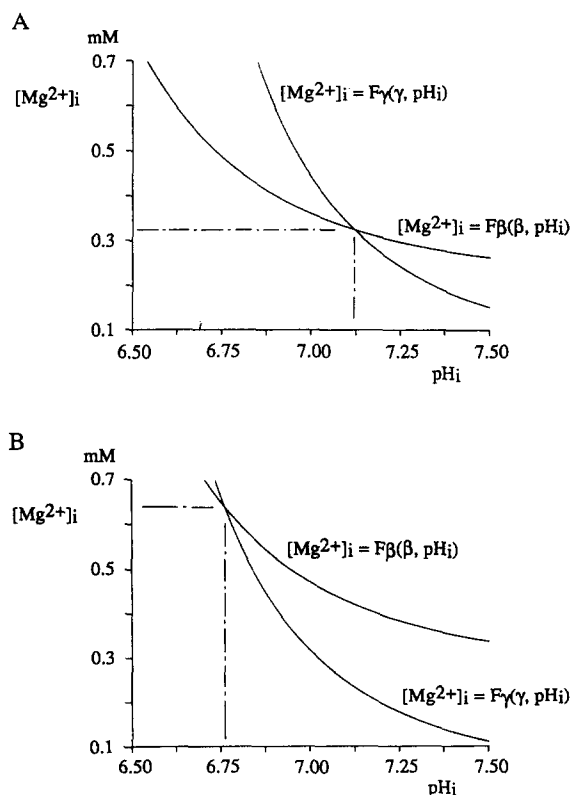 A
mM
0.7
[Mg²⁺]i
[Mg²⁺]i = Fγ(γ, pHi)
0.5
[Mg²⁺]i = Fβ(β, pHi)
0.3
0.1
6.50 6.75 7.00 7.25 7.50
pHi
B
mM
0.7
[Mg²⁺]i
[Mg²⁺]i = Fβ(β, pHi)
0.5
0.3
[Mg²⁺]i = Fγ(γ, pHi)
0.1
6.50 6.75 7.00 7.25 7.50
pHi